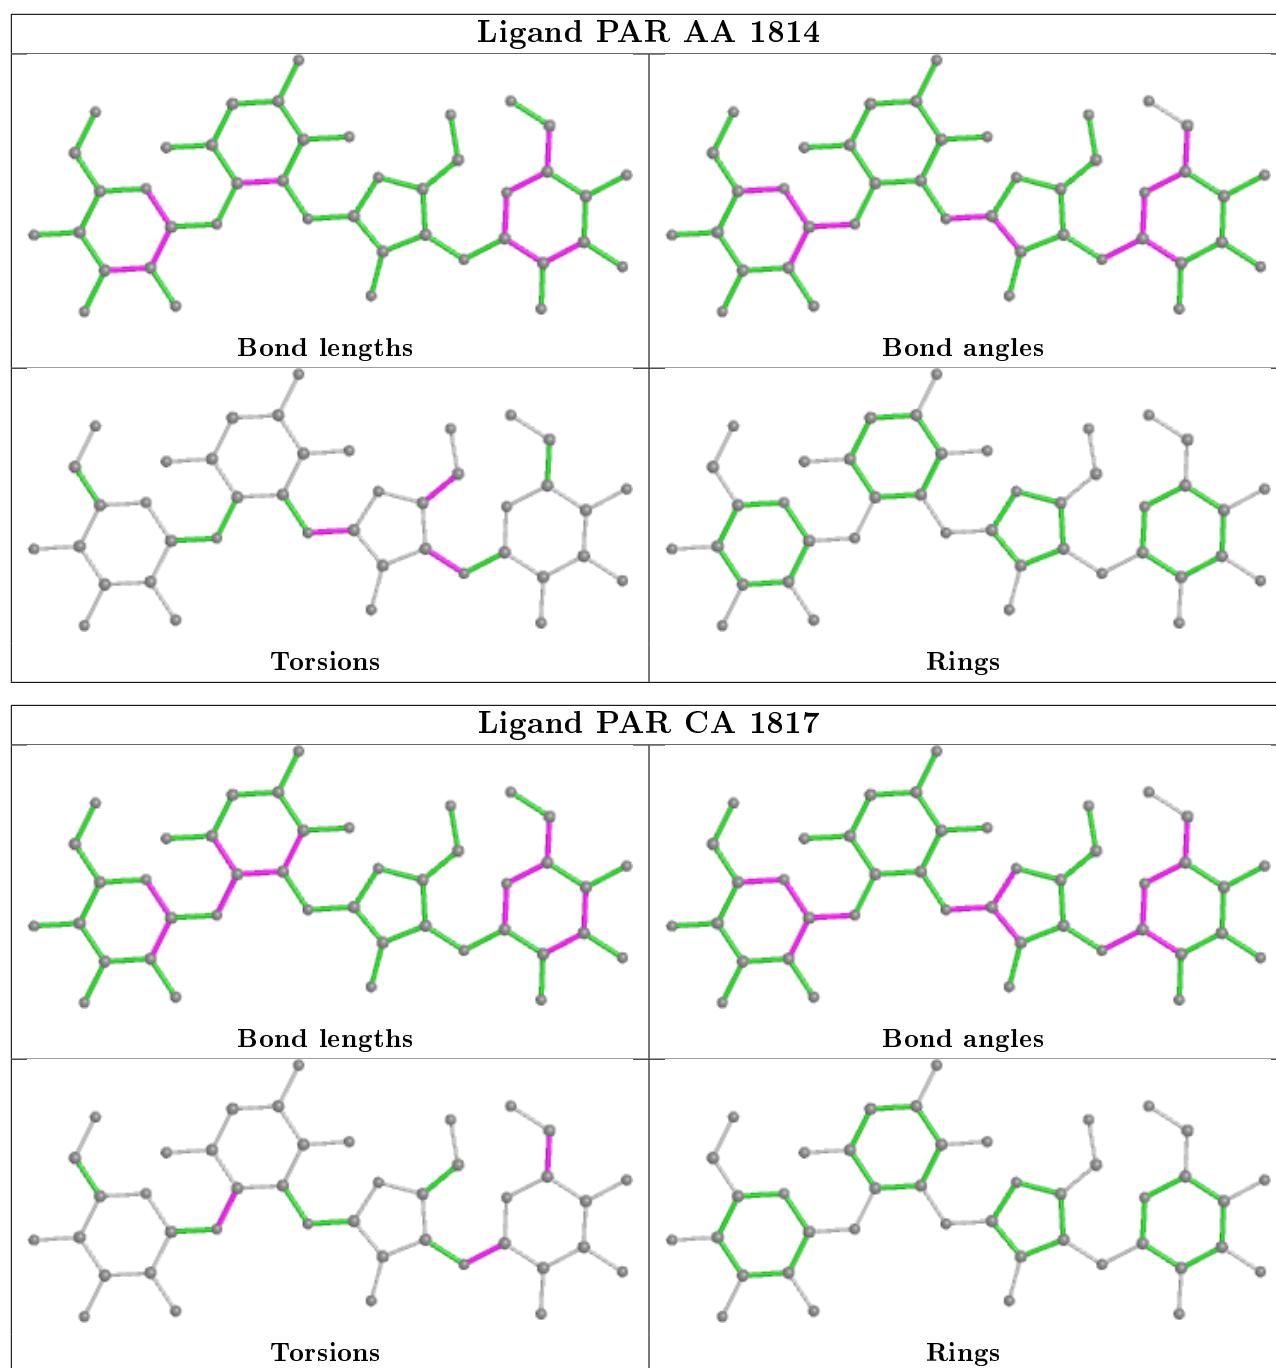 Ligand PAR AA 1814
Bond lengths
Bond angles
Torsions
Rings
Ligand PAR CA 1817
Bond lengths
Bond angles
Torsions
Rings